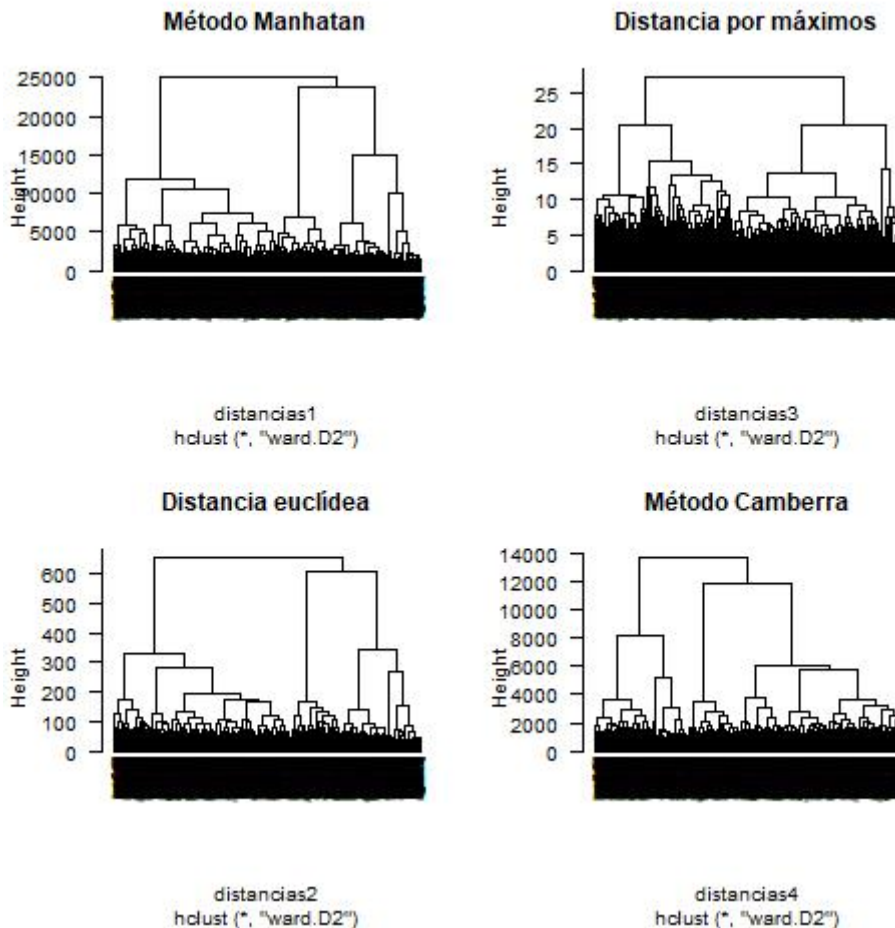 Método Manhatan
Height
25000
20000
15000
10000
5000
0
distancias1
hclust (*, "ward.D2")
Distancia por máximos
Height
25
20
15
10
5
0
distancias3
hclust (*, "ward.D2")
Distancia euclídea
Height
600
500
400
300
200
100
0
distancias2
hclust (*, "ward.D2")
Método Camberra
Height
14000
12000
10000
8000
6000
4000
2000
0
distancias4
hclust (*, "ward.D2")